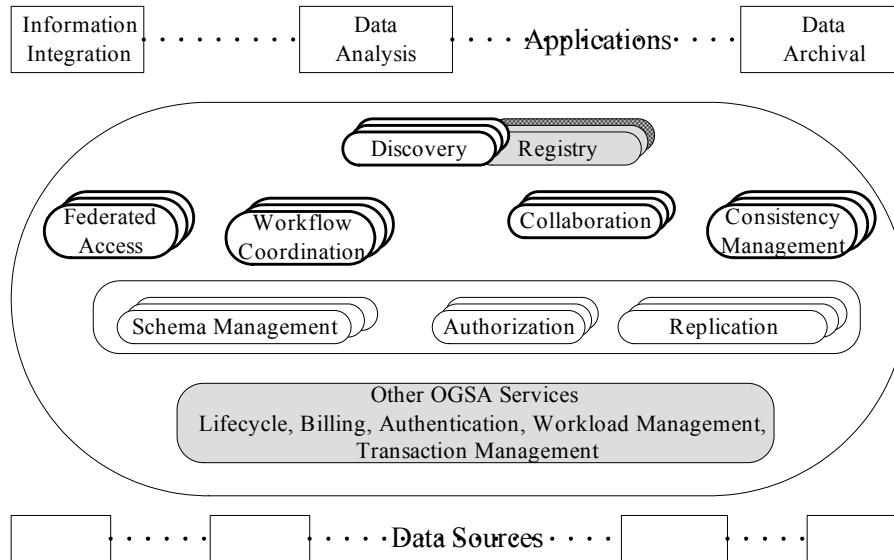 Information
Integration
Data
Analysis
Applications
Data
Archival
Discovery
Registry
Federated
Access
Workflow
Coordination
Collaboration
Consistency
Management
Schema Management
Authorization
Replication
Other OGSA Services
Lifecycle, Billing, Authentication, Workload Management,
Transaction Management
Data Sources